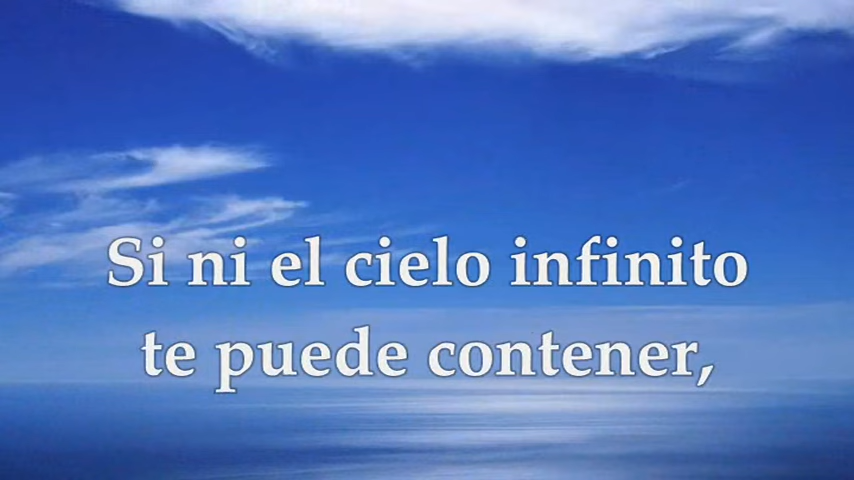 Si ni el cielo infinito
te puede contener,